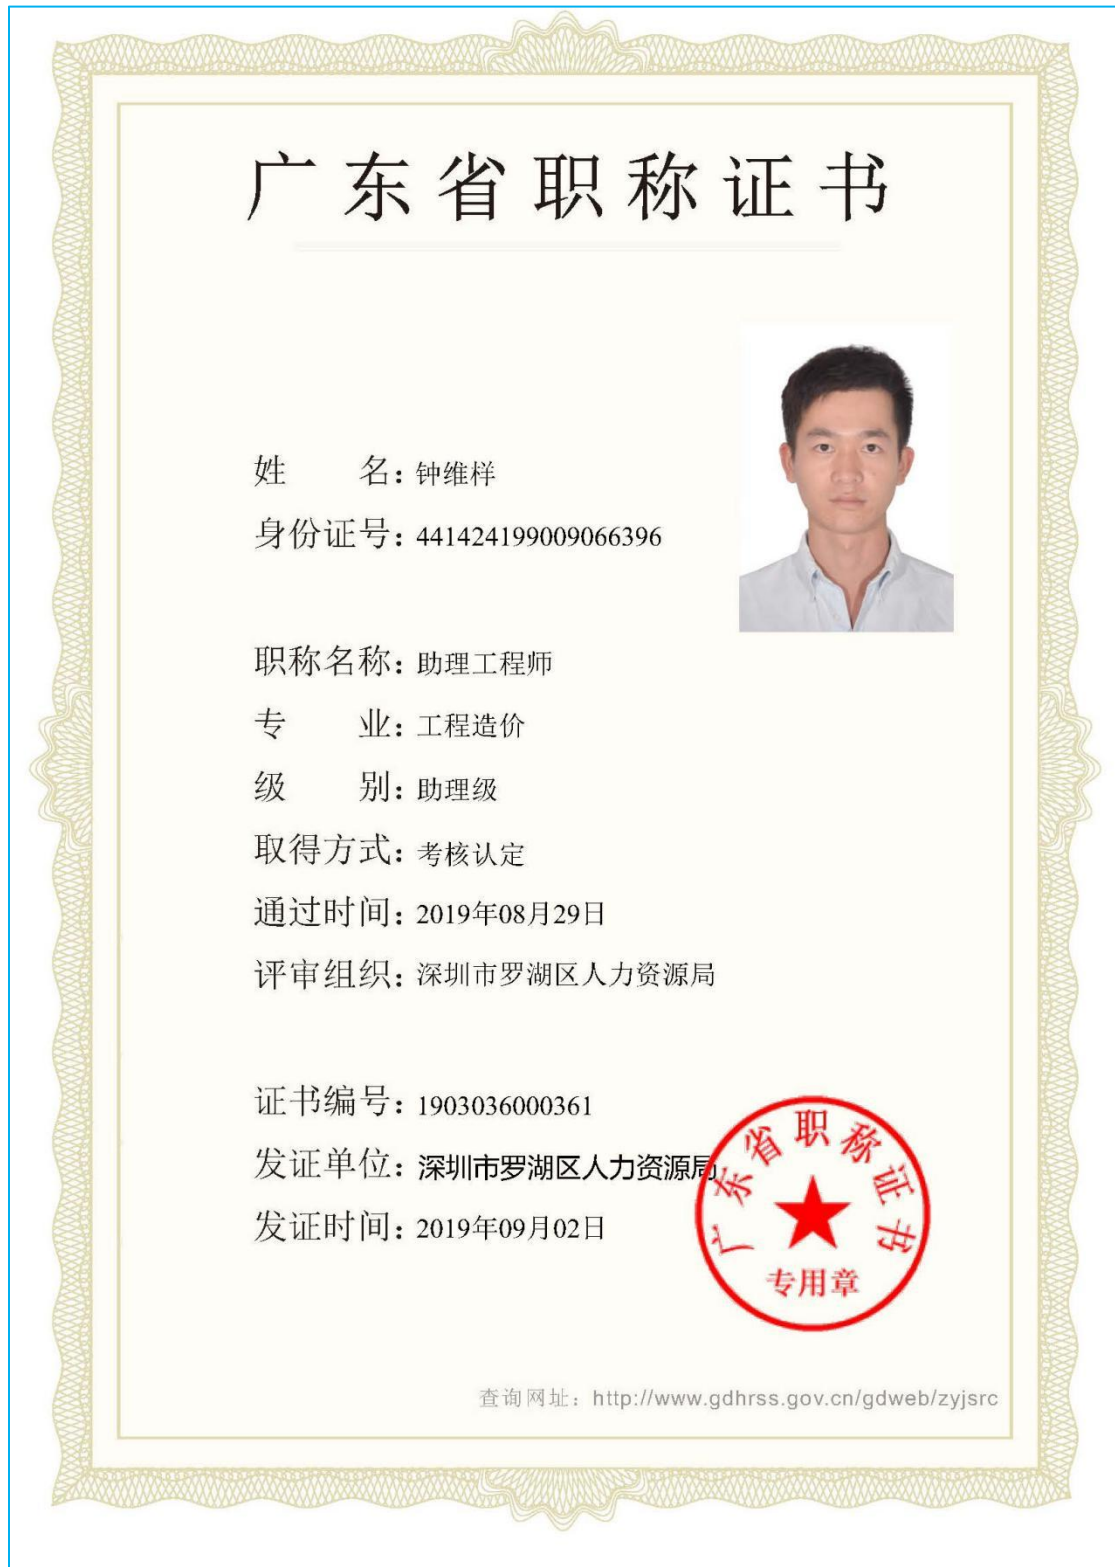 广东省职称证书
姓 名：钟维样
身份证号：441424199009066396
职称名称：助理工程师
专 业：工程造价
级 别：助理级
取得方式：考核认定
通过时间：2019年08月29日
评审组织：深圳市罗湖区人力资源局
证书编号：1903036000361
发证单位：深圳市罗湖区人力资源局
发证时间：2019年09月02日
广东省职称证书
专用章
查询网址：http://www.gdhrss.gov.cn/gdweb/zyjsrc